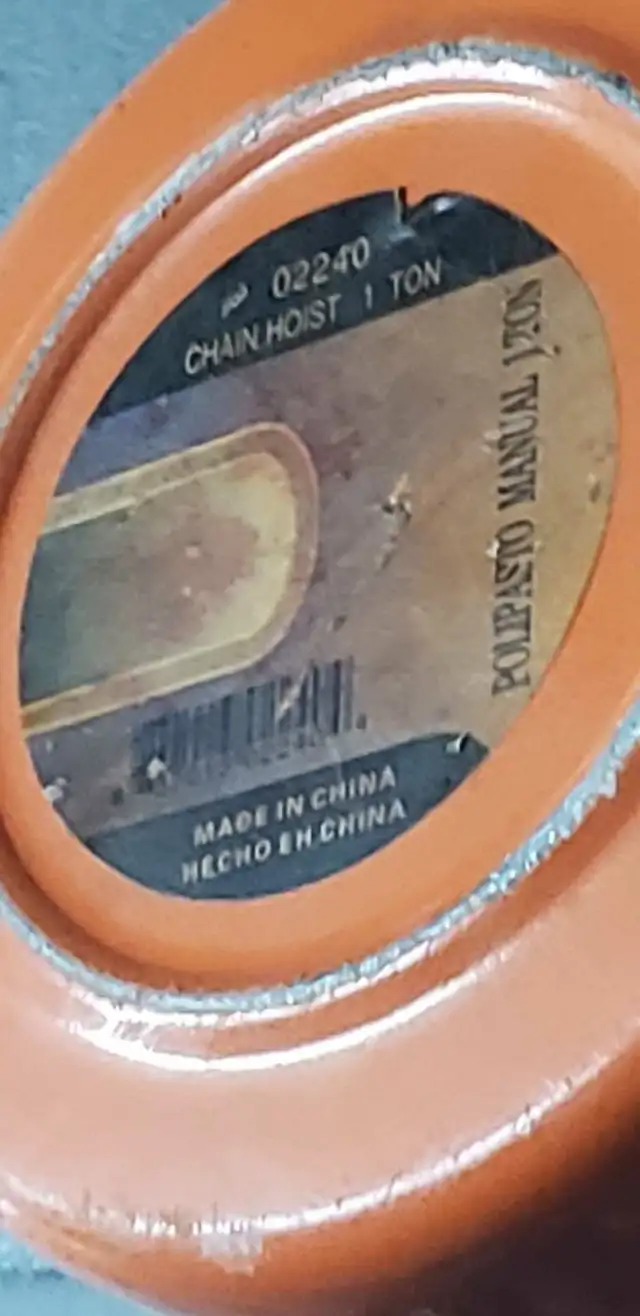 02240
CHAIN HOIST 1 TON
POLIPASTO MANUAL 1 TON
MADE IN CHINA
HECHO EN CHINA